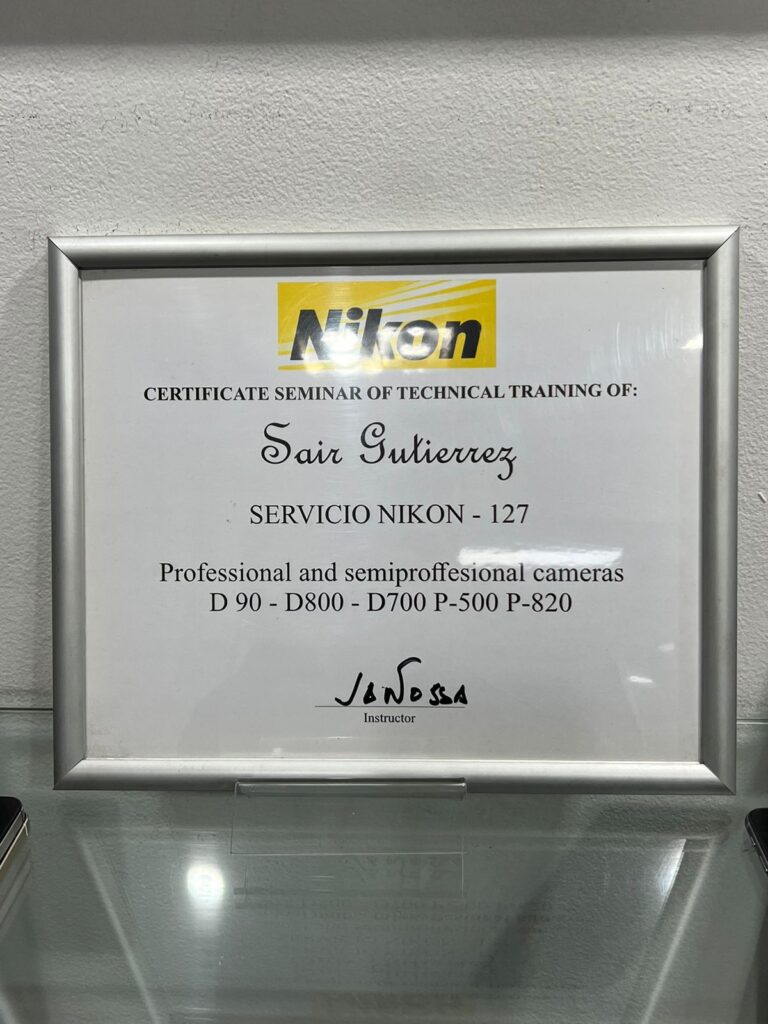 Nikon
CERTIFICATE SEMINAR OF TECHNICAL TRAINING OF:
Sair Gutierrez
SERVICIO NIKON - 127
Professional and semiproffesional cameras
D 90 - D800 - D700 P-500 P-820
JANOSSA
Instructor